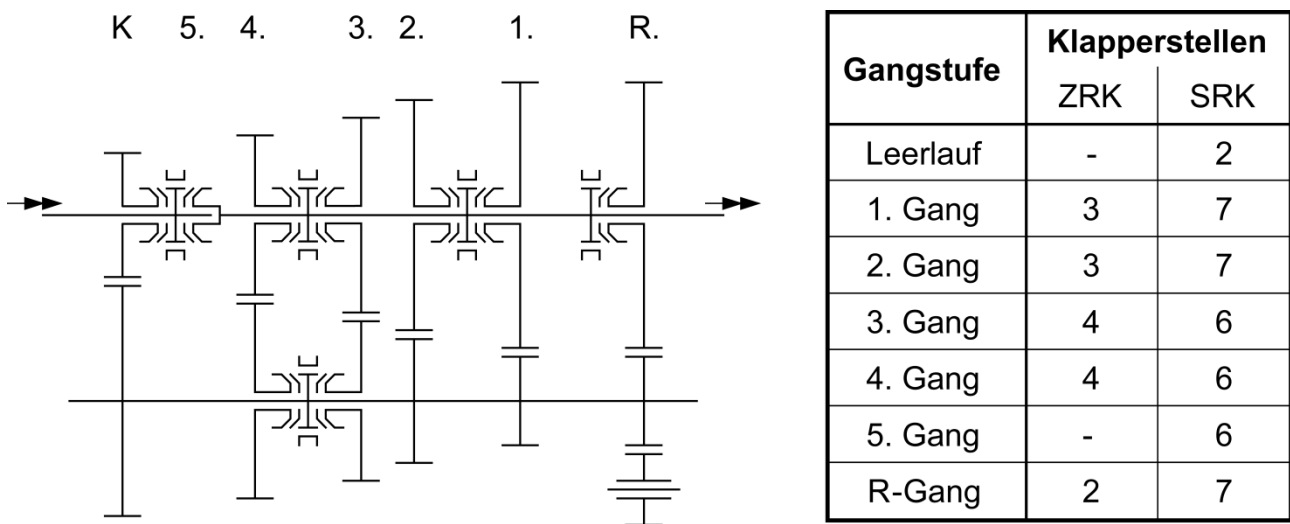 K 5. 4. 3. 2. 1. R.
Gangstufe Klapperstellen
ZRK SRK
Leerlauf - 2
1. Gang 3 7
2. Gang 3 7
3. Gang 4 6
4. Gang 4 6
5. Gang - 6
R-Gang 2 7